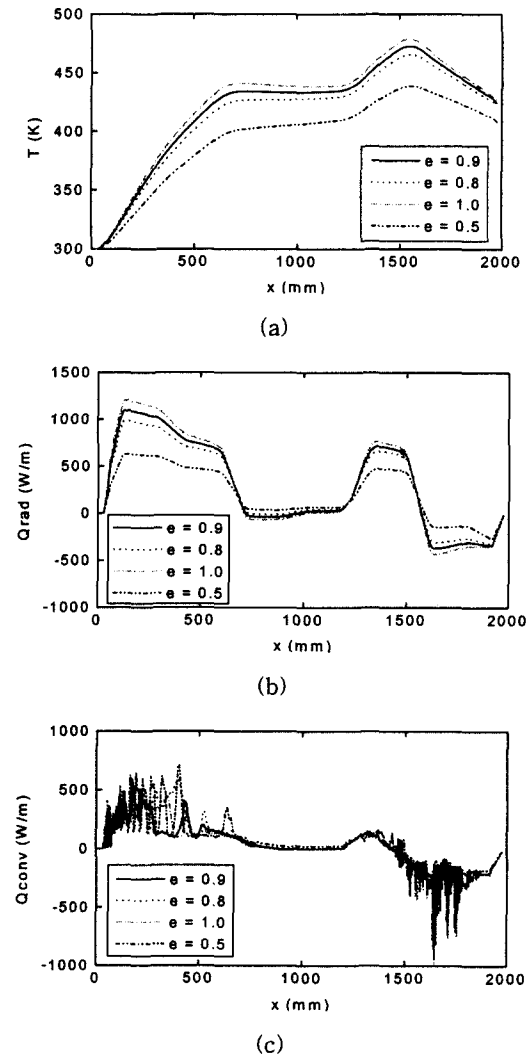 500
450
400
350
300
T (K)
e = 0.9
e = 0.8
e = 1.0
e = 0.5
0 500 1000 1500 2000
x (mm)
(a)
1500
1000
500
0
-500
-1000
Qrad (W/m)
e = 0.9
e = 0.8
e = 1.0
e = 0.5
0 500 1000 1500 2000
x (mm)
(b)
1000
500
0
-500
-1000
Qconv (W/m)
e = 0.9
e = 0.8
e = 1.0
e = 0.5
0 500 1000 1500 2000
x (mm)
(c)